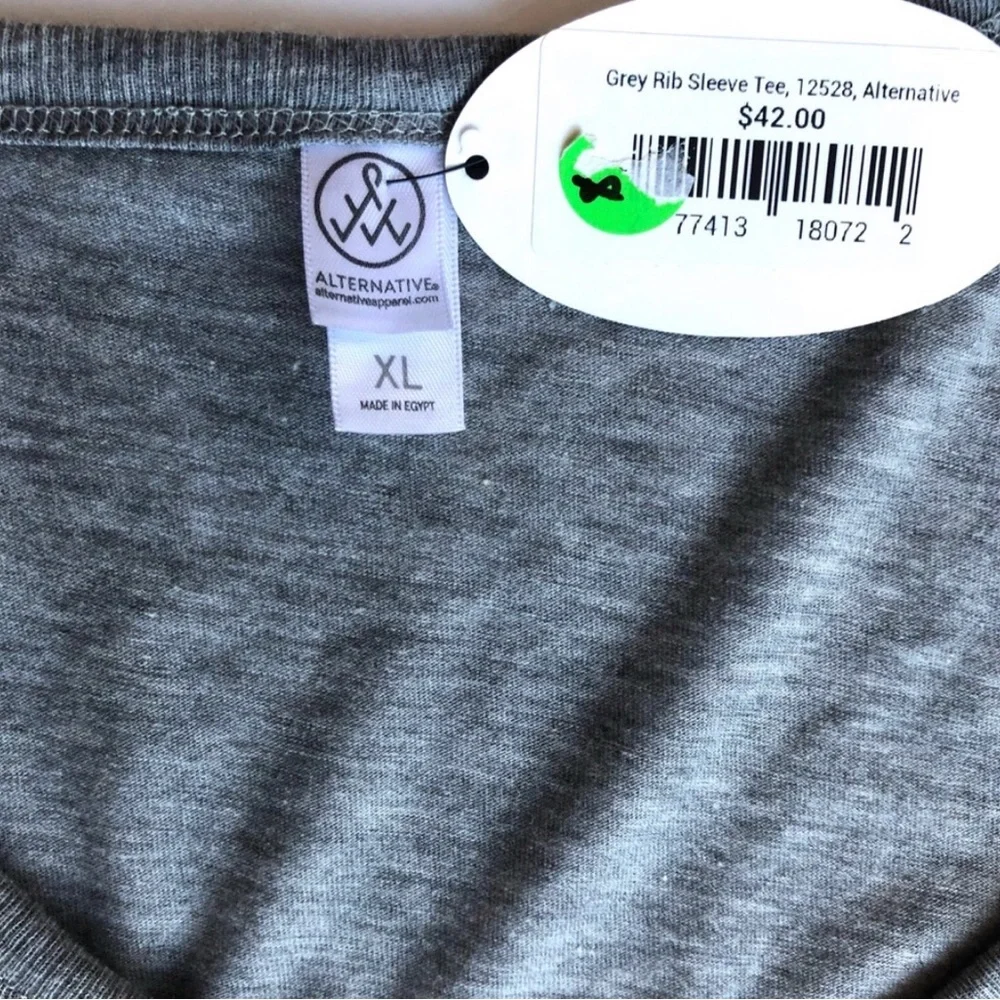 Grey Rib Sleeve Tee, 12528, Alternative
$42.00
77413 18072 2
ALTERNATIVE®
alternativeapparel.com
XL
MADE IN EGYPT